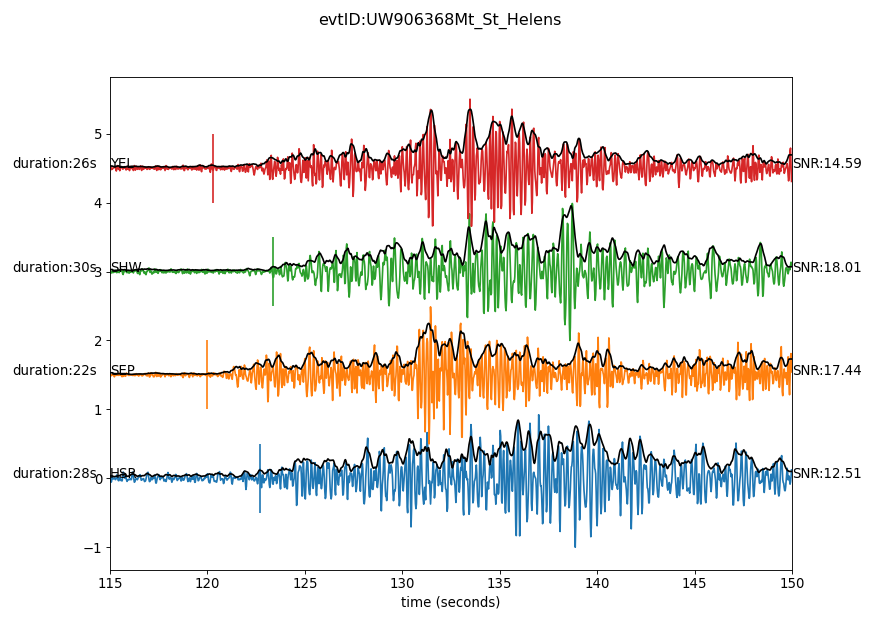 evtID:UW906368Mt_St_Helens
5
duration:26s YEL SNR:14.59
4
duration:30s SHW SNR:18.01
3
2
duration:22s SEP SNR:17.44
1
duration:28s HSR SNR:12.51
0
−1
115 120 125 130 135 140 145 150
time (seconds)